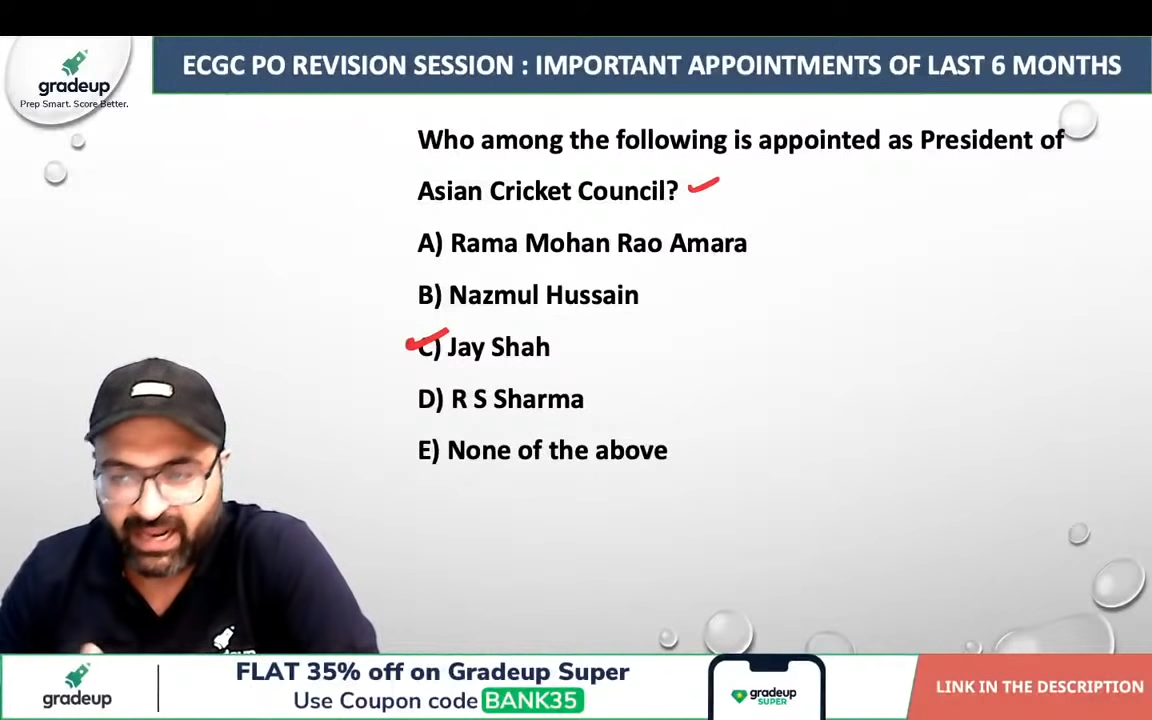 gradeup
Prep Smart. Score Better.
ECGC PO REVISION SESSION : IMPORTANT APPOINTMENTS OF LAST 6 MONTHS
Who among the following is appointed as President of
Asian Cricket Council?
A) Rama Mohan Rao Amara
B) Nazmul Hussain
C) Jay Shah
D) R S Sharma
E) None of the above
gradeup
FLAT 35% off on Gradeup Super
Use Coupon code BANK35
gradeup
SUPER
LINK IN THE DESCRIPTION